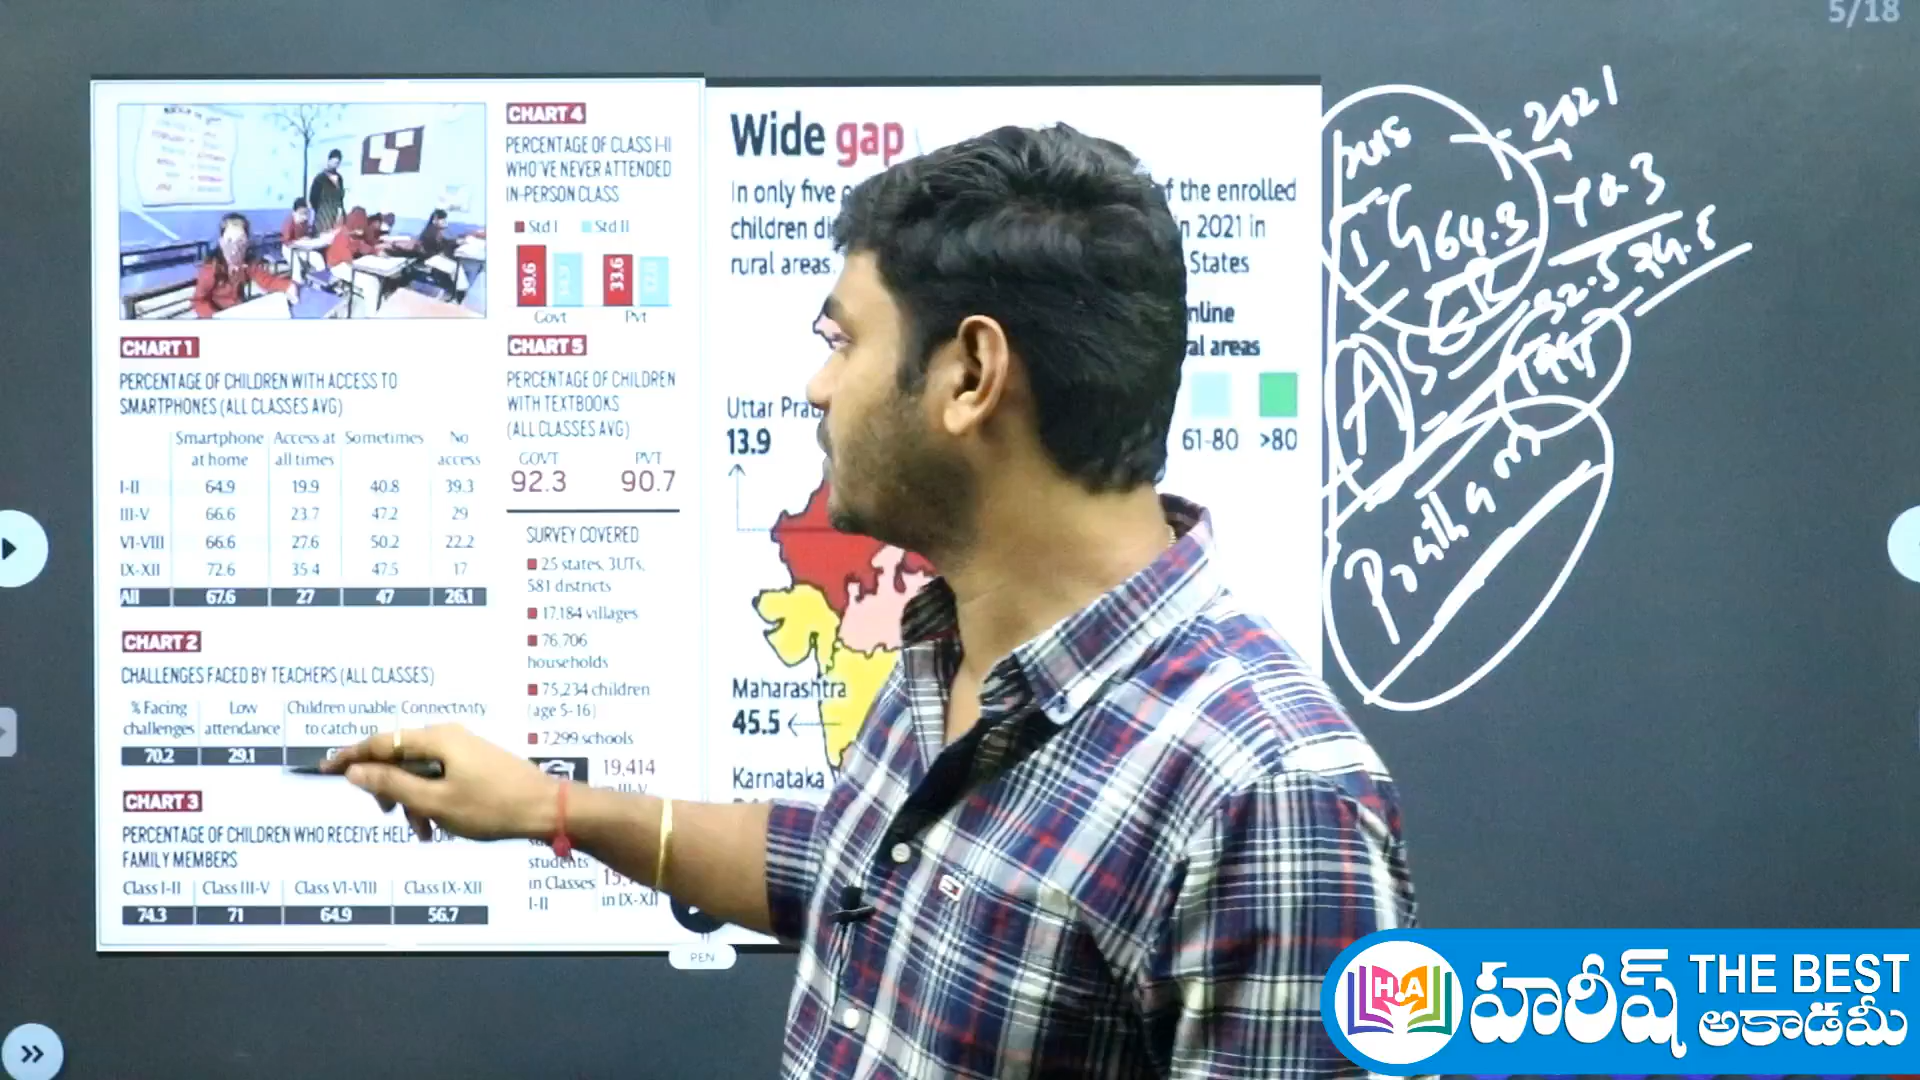 5/18
CHART 1
PERCENTAGE OF CHILDREN WITH ACCESS TO
SMARTPHONES (ALL CLASSES AVG)
Smartphone at home Access at all times Sometimes No access
I-II 64.9 19.9 40.8 39.3
III-V 66.6 23.7 47.2 29
VI-VIII 66.6 27.6 50.2 22.2
IX-XII 72.6 35.4 47.5 17
All 67.6 27 47 26.1
CHART 2
CHALLENGES FACED BY TEACHERS (ALL CLASSES)
% Facing challenges Low attendance Children unable to catch up Connectivity
70.2 29.1
CHART 3
PERCENTAGE OF CHILDREN WHO RECEIVE HELP
FAMILY MEMBERS
Class I-II Class III-V Class VI-VIII Class IX-XII
74.3 71 64.9 56.7
CHART 4
PERCENTAGE OF CLASS I-II
WHO'VE NEVER ATTENDED
IN-PERSON CLASS
Std I Std II
39.6 33.6
Govt Pvt
CHART 5
PERCENTAGE OF CHILDREN
WITH TEXTBOOKS
(ALL CLASSES AVG)
GOVT PVT
92.3 90.7
SURVEY COVERED
25 states, 3UTs,
581 districts
17,184 villages
76,706
households
75,234 children
(age 5-16)
7,299 schools
19,414
in III-V
students
in Classes
I-II
in IX-XII
PEN
Wide gap
In only five of the enrolled
children in 2021 in
rural areas. States
61-80 >80
Uttar
13.9
Maharashtra
45.5
Karnataka
2018 2021
64.3 70.3
32.5 24.5
Pratham
H.A
హరీష్ THE BEST
అకాడమీ